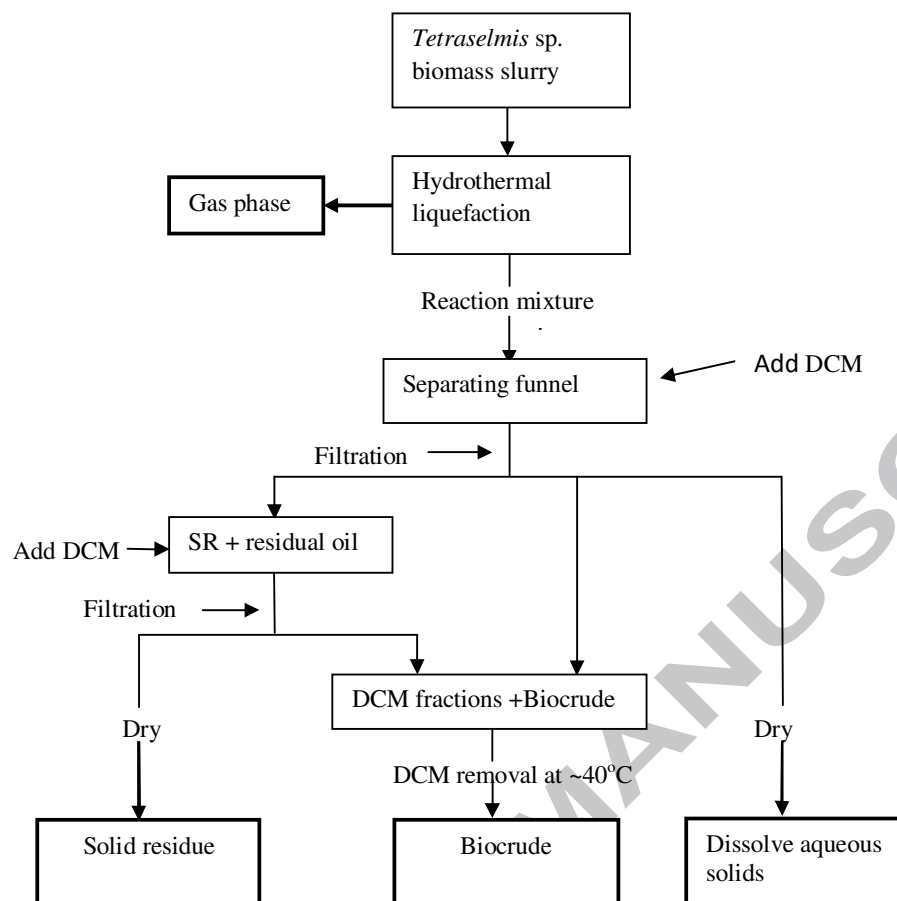 Tetraselmis sp.
biomass slurry
Hydrothermal
liquefaction
Gas phase
Reaction mixture
Separating funnel
Add DCM
Filtration
SR + residual oil
Add DCM
Filtration
DCM fractions +Biocrude
Dry
Dry
DCM removal at ~40°C
Solid residue
Biocrude
Dissolve aqueous
solids
MANUSC